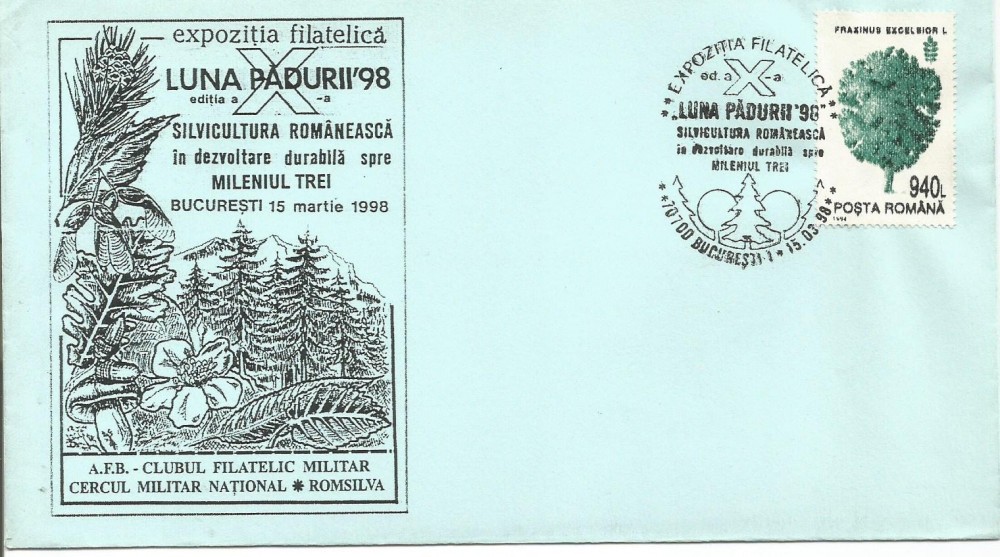 expoziția filatelică
LUNA PĂDURII'98
ediția a X -a
SILVICULTURA ROMÂNEASCĂ
în dezvoltare durabilă spre
MILENIUL TREI
BUCUREȘTI 15 martie 1998
A.F.B. - CLUBUL FILATELIC MILITAR
CERCUL MILITAR NAȚIONAL ✱ ROMSILVA
* EXPOZIȚIA FILATELICĂ *
ed. a X -a
"LUNA PĂDURII '98"
SILVICULTURA ROMÂNEASCĂ
în dezvoltare durabilă spre
MILENIUL TREI
* 70700 BUCUREȘTI 1 * 15.03.98 *
FRAXINUS EXCELSIOR L
940L
POȘTA ROMÂNĂ
1994